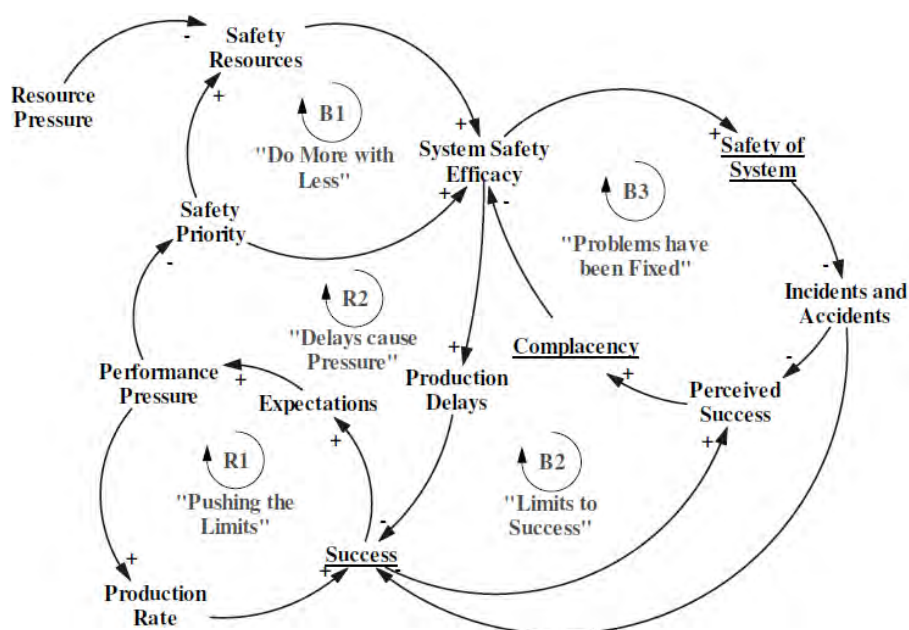 Safety
Resources
Resource
Pressure
B1
"Do More with
Less"
System Safety
Efficacy
Safety of
System
B3
"Problems have
been Fixed"
Safety
Priority
R2
"Delays cause
Pressure"
Incidents and
Accidents
Complacency
Performance
Pressure
Expectations
Production
Delays
Perceived
Success
R1
"Pushing the
Limits"
B2
"Limits to
Success"
Success
Production
Rate
-
+
+
+
-
+
-
-
-
+
+
+
+
+
-
+
+
-